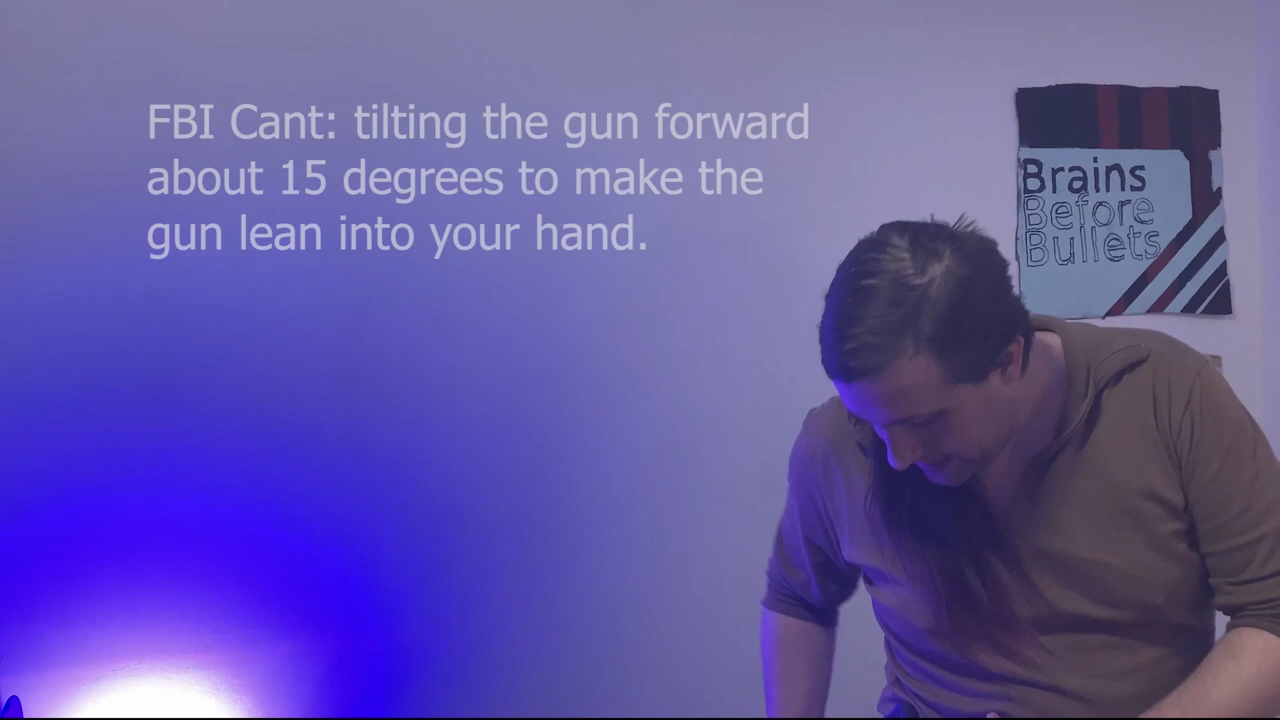 FBI Cant: tilting the gun forward
about 15 degrees to make the
gun lean into your hand.
Brains
Before
Bullets